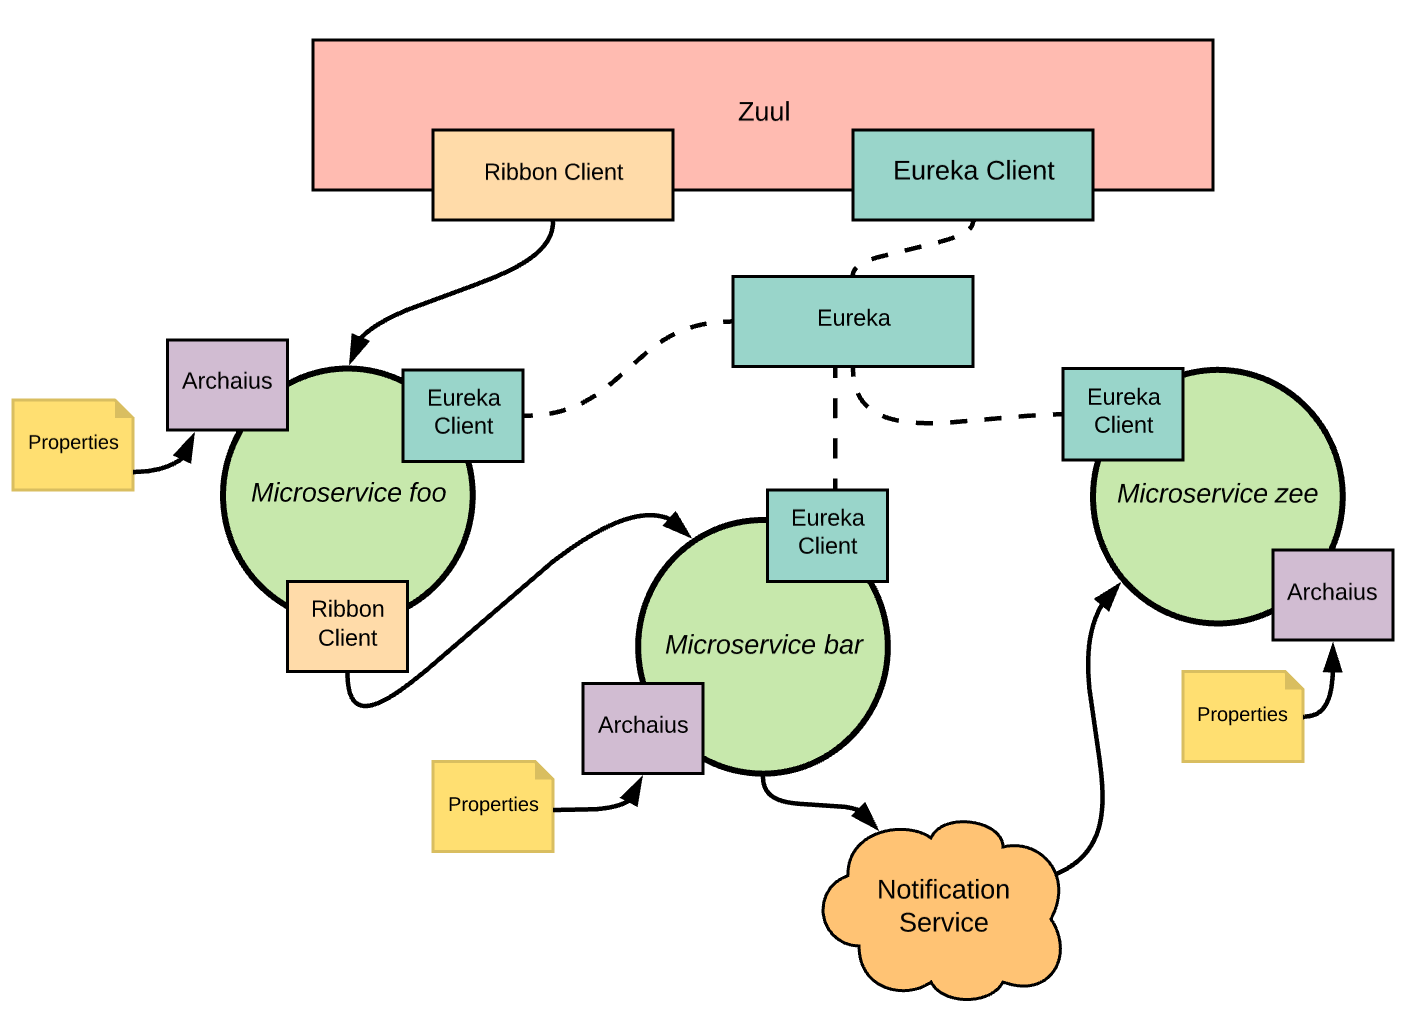 Zuul
Ribbon Client
Eureka Client
Eureka
Archaius
Eureka
Client
Properties
Microservice foo
Ribbon
Client
Eureka
Client
Microservice bar
Archaius
Properties
Eureka
Client
Microservice zee
Archaius
Properties
Notification
Service